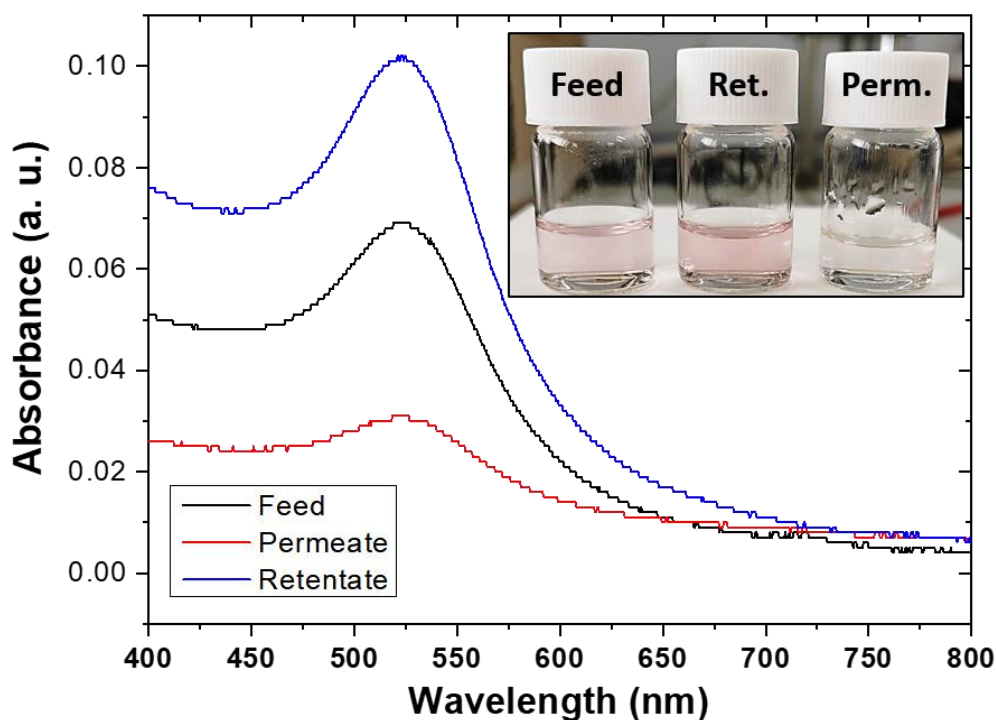 Feed Ret. Perm.
0.10
0.08
0.06
0.04
0.02
0.00
Absorbance (a. u.)
Feed
Permeate
Retentate
400 450 500 550 600 650 700 750 800
Wavelength (nm)